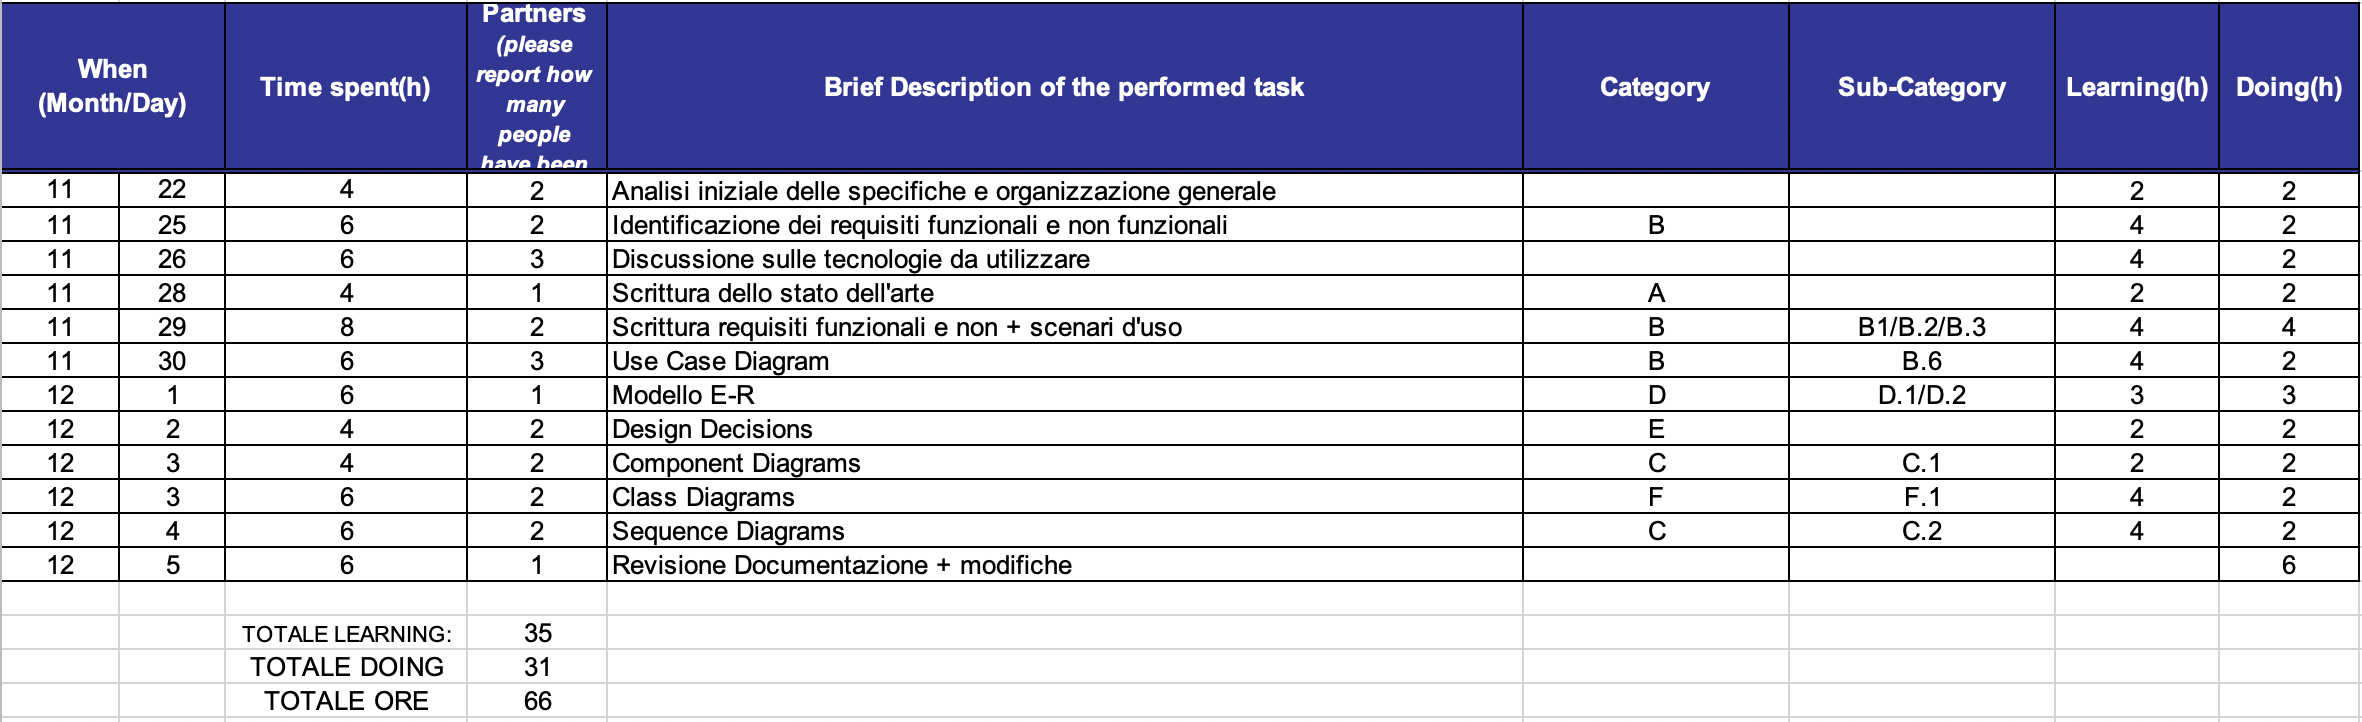 When (Month/Day) Time spent(h) Partners (please report how many people have been Brief Description of the performed task Category Sub-Category Learning(h) Doing(h)
11 22 4 2 Analisi iniziale delle specifiche e organizzazione generale 2 2
11 25 6 2 Identificazione dei requisiti funzionali e non funzionali B 4 2
11 26 6 3 Discussione sulle tecnologie da utilizzare 4 2
11 28 4 1 Scrittura dello stato dell'arte A 2 2
11 29 8 2 Scrittura requisiti funzionali e non + scenari d'uso B B1/B.2/B.3 4 4
11 30 6 3 Use Case Diagram B B.6 4 2
12 1 6 1 Modello E-R D D.1/D.2 3 3
12 2 4 2 Design Decisions E 2 2
12 3 4 2 Component Diagrams C C.1 2 2
12 3 6 2 Class Diagrams F F.1 4 2
12 4 6 2 Sequence Diagrams C C.2 4 2
12 5 6 1 Revisione Documentazione + modifiche 6
TOTALE LEARNING: 35
TOTALE DOING 31
TOTALE ORE 66